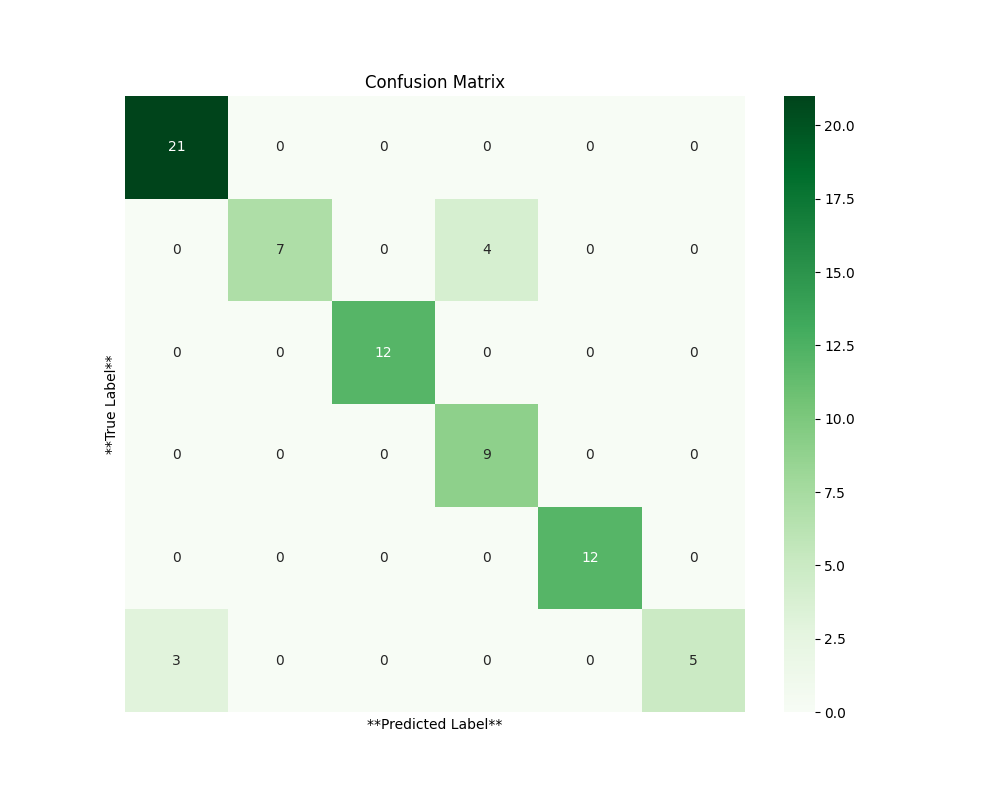 Confusion Matrix
21 0 0 0 0 0
0 7 0 4 0 0
0 0 12 0 0 0
0 0 0 9 0 0
0 0 0 0 12 0
3 0 0 0 0 5
**True Label**
**Predicted Label**
20.0
17.5
15.0
12.5
10.0
7.5
5.0
2.5
0.0